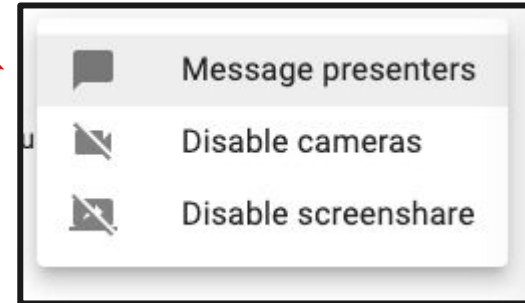 Message presenters
u
Disable cameras
Disable screenshare